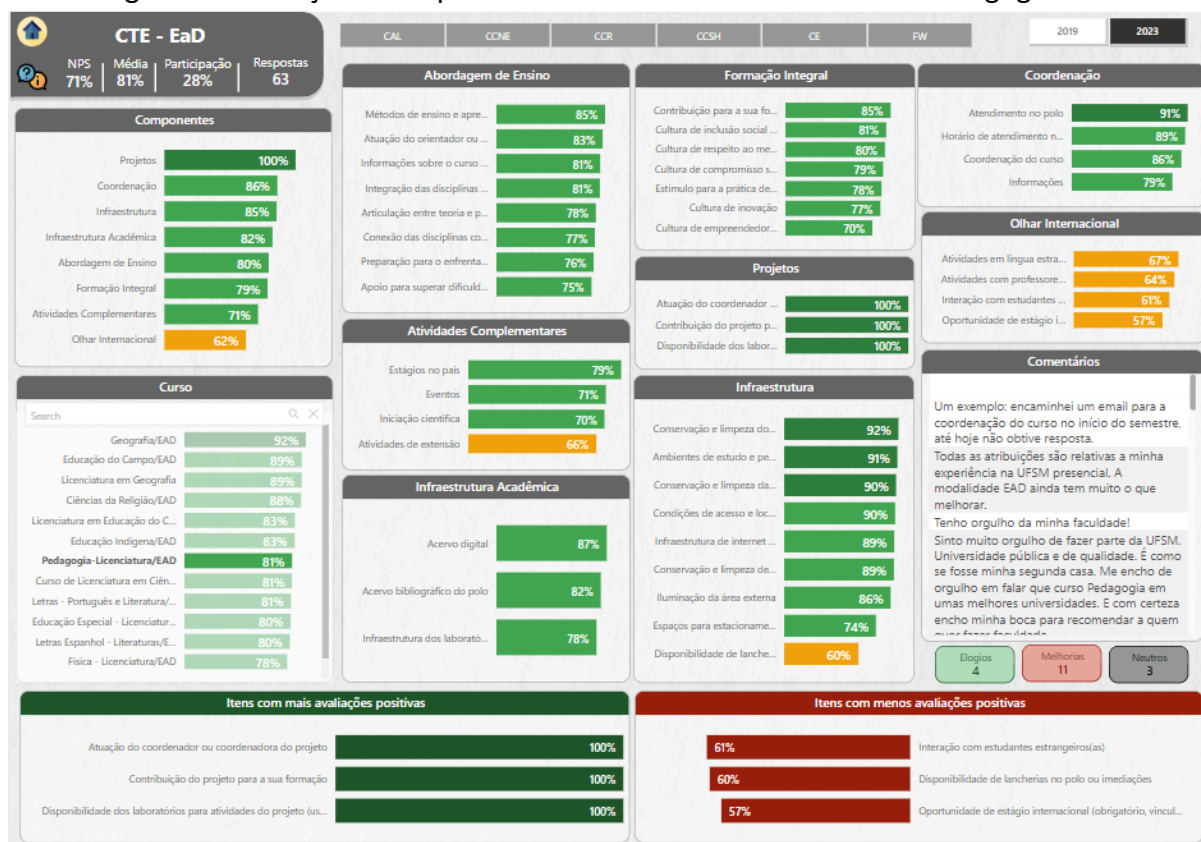 CTE - EaD
NPS Média Participação Respostas
71% 81% 28% 63
CAL CCNE CCR CCSH CE FW
2019 2023
Componentes
Projetos 100%
Coordenação 86%
Infraestrutura 85%
Infraestrutura Acadêmica 82%
Abordagem de Ensino 80%
Formação Integral 79%
Atividades Complementares 71%
Olhar Internacional 62%
Curso
Search
Geografia/EAD 92%
Educação do Campo/EAD 89%
Licenciatura em Geografia 89%
Ciências da Religião/EAD 88%
Licenciatura em Educação do C... 83%
Educação Indígena/EAD 83%
Pedagogia-Licenciatura/EAD 81%
Curso de Licenciatura em Ciên... 81%
Letras - Português e Literatura/... 81%
Educação Especial - Licenciatur... 80%
Letras Espanhol - Literaturas/E... 80%
Física - Licenciatura/EAD 78%
Abordagem de Ensino
Métodos de ensino e apre... 85%
Atuação do orientador ou ... 83%
Informações sobre o curso ... 81%
Integração das disciplinas ... 81%
Articulação entre teoria e p... 78%
Conexão das disciplinas co... 77%
Preparação para o enfrenta... 76%
Apoio para superar dificuld... 75%
Atividades Complementares
Estágios no país 79%
Eventos 71%
Iniciação científica 70%
Atividades de extensão 66%
Infraestrutura Acadêmica
Acervo digital 87%
Acervo bibliográfico do polo 82%
Infraestrutura dos laborató... 78%
Formação Integral
Contribuição para a sua fo... 85%
Cultura de inclusão social ... 81%
Cultura de respeito ao me... 80%
Cultura de compromisso s... 79%
Estímulo para a prática de... 78%
Cultura de inovação 77%
Cultura de empreendedor... 70%
Projetos
Atuação do coordenador ... 100%
Contribuição do projeto p... 100%
Disponibilidade dos labor... 100%
Infraestrutura
Conservação e limpeza do... 92%
Ambientes de estudo e pe... 91%
Conservação e limpeza da... 90%
Condições de acesso e loc... 90%
Infraestrutura de internet ... 89%
Conservação e limpeza de... 89%
Iluminação da área externa 86%
Espaços para estacioname... 74%
Disponibilidade de lanche... 60%
Coordenação
Atendimento no polo 91%
Horário de atendimento n... 89%
Coordenação do curso 86%
Informações 79%
Olhar Internacional
Atividades em língua estra... 67%
Atividades com professore... 64%
Interação com estudantes ... 61%
Oportunidade de estágio i... 57%
Comentários
Um exemplo: encaminhei um email para a
coordenação do curso no início do semestre,
até hoje não obtive resposta.
Todas as atribuições são relativas a minha
experiência na UFSM presencial. A
modalidade EAD ainda tem muito o que
melhorar.
Tenho orgulho da minha faculdade!
Sinto muito orgulho de fazer parte da UFSM.
Universidade pública e de qualidade. É como
se fosse minha segunda casa. Me encho de
orgulho em falar que curso Pedagogia em
umas melhores universidades. E com certeza
encho minha boca para recomendar a quem
quer fazer faculdade
Elogios Melhorias Neutros
4 11 3
Itens com mais avaliações positivas
Atuação do coordenador ou coordenadora do projeto 100%
Contribuição do projeto para a sua formação 100%
Disponibilidade dos laboratórios para atividades do projeto (us... 100%
Itens com menos avaliações positivas
61% Interação com estudantes estrangeiros(as)
60% Disponibilidade de lancherias no polo ou imediações
57% Oportunidade de estágio internacional (obrigatório, vincul...